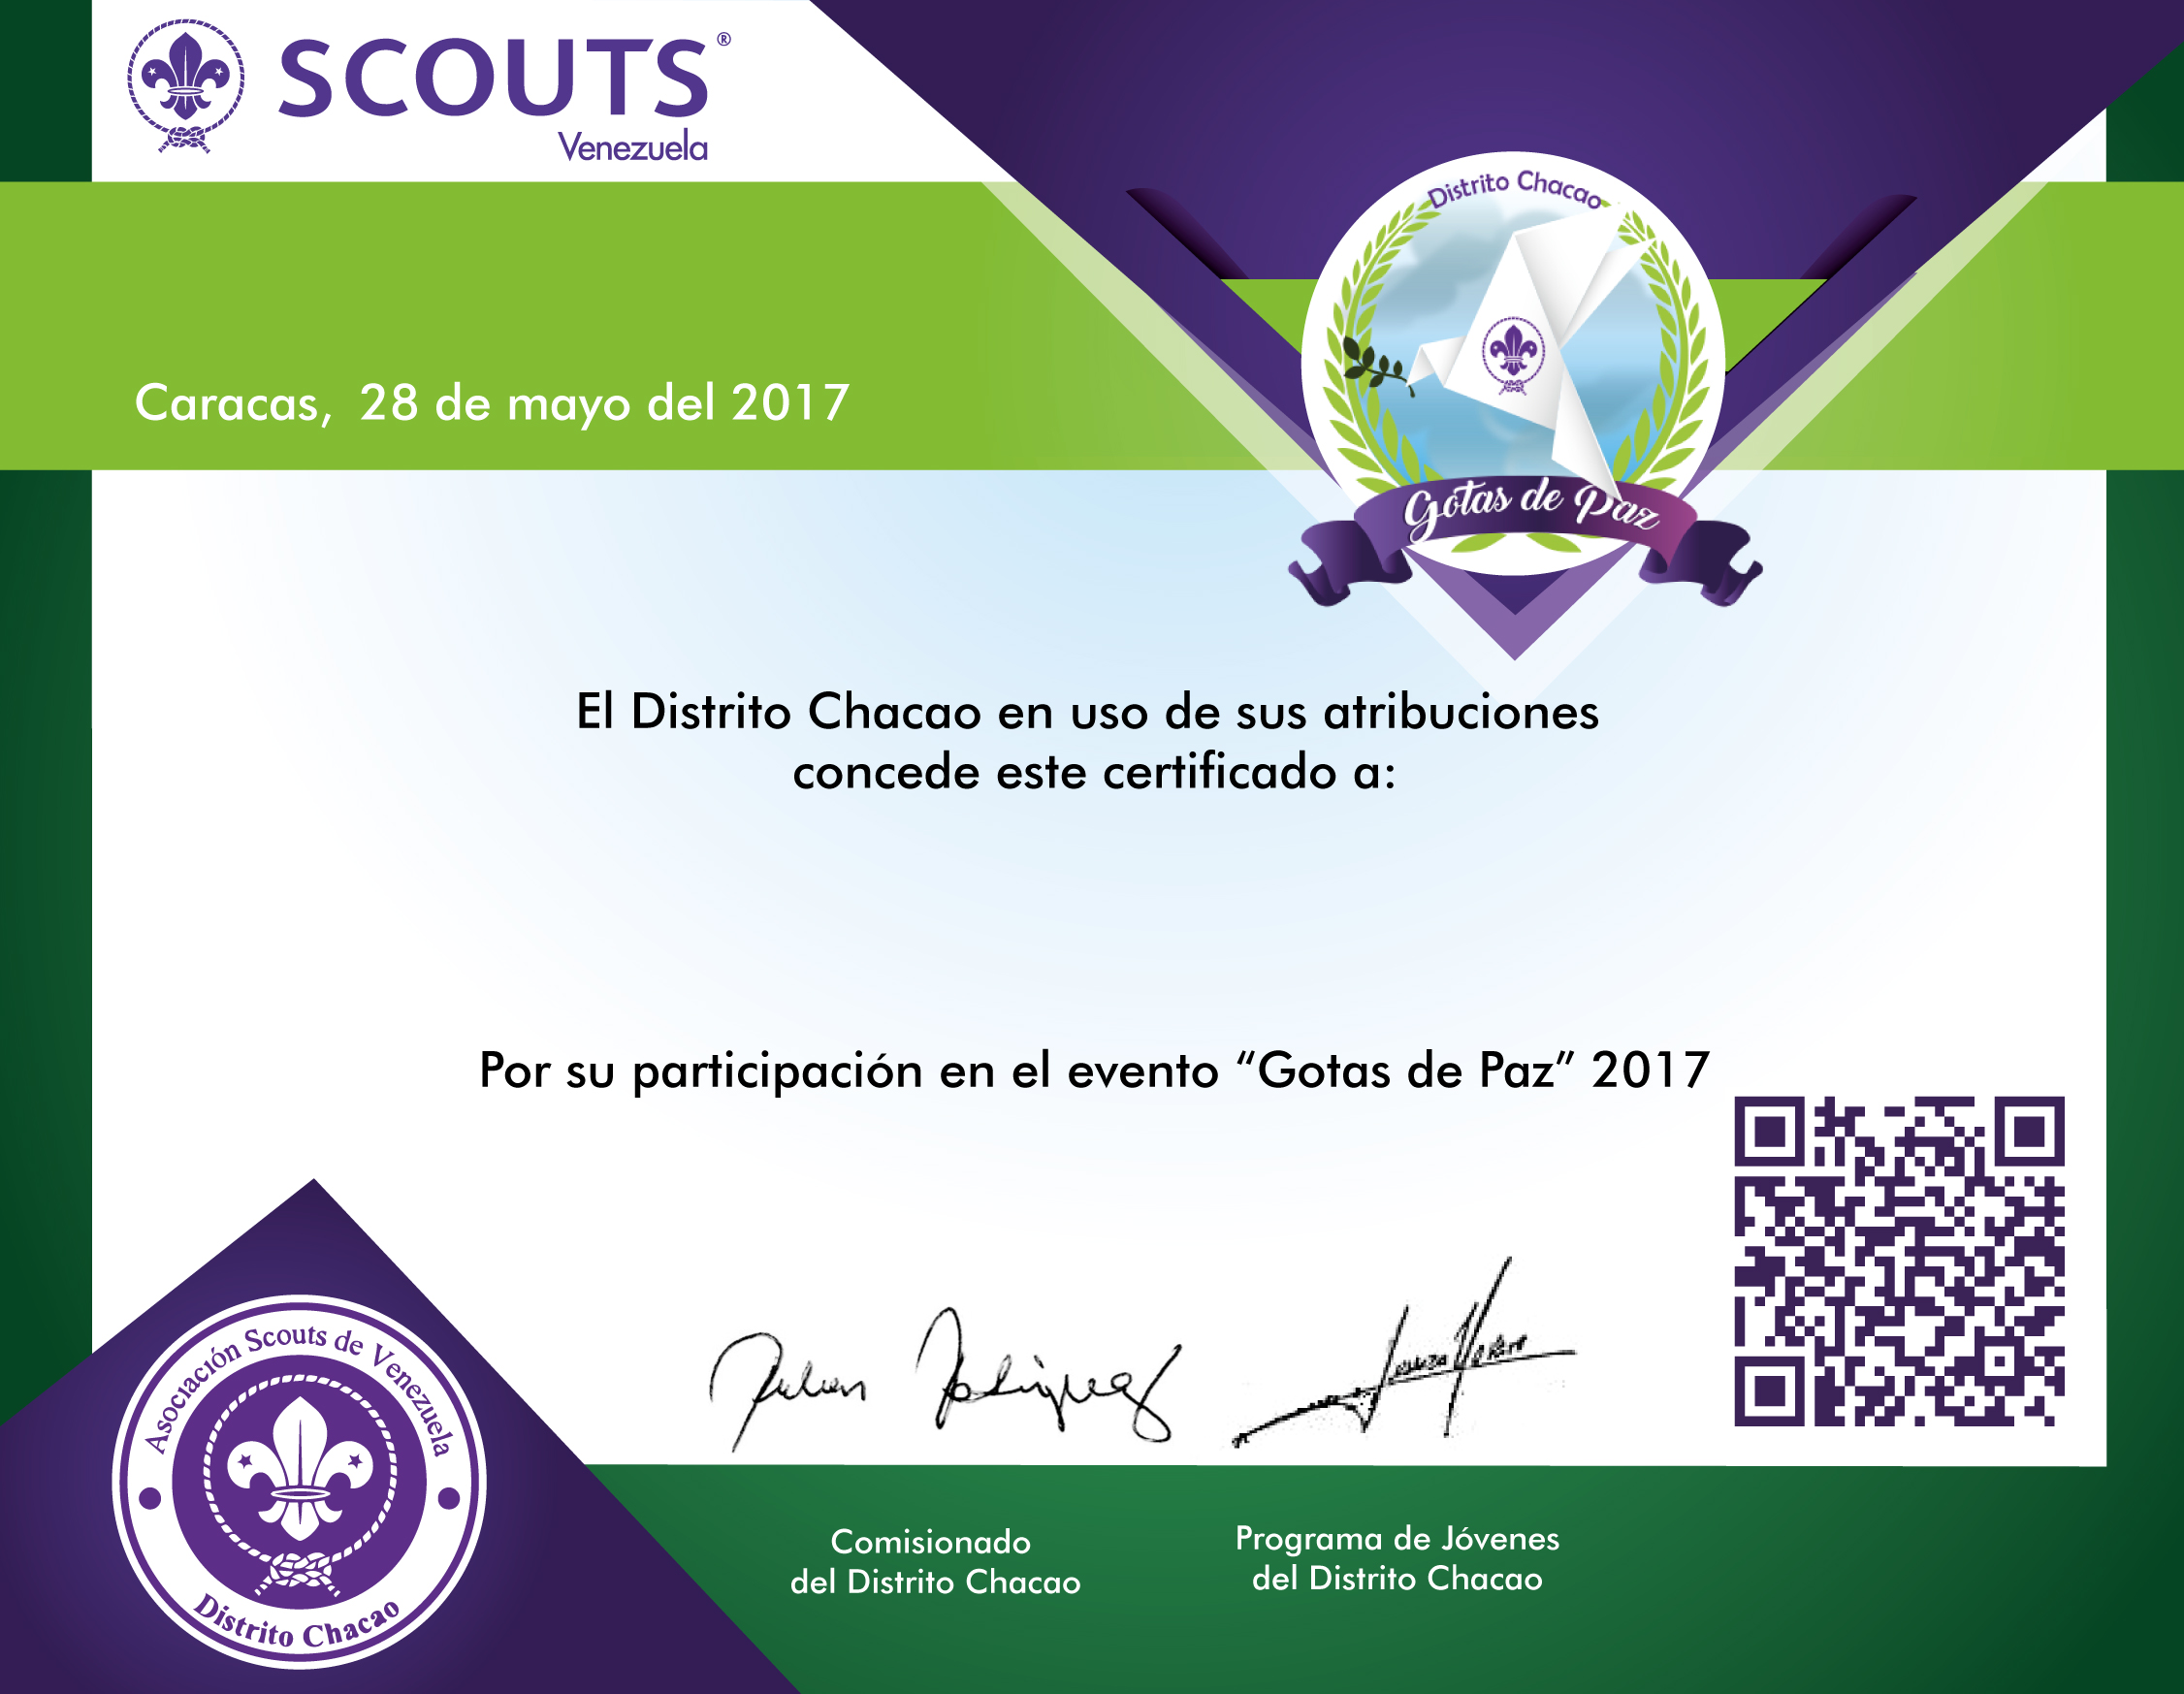 SCOUTS®
Venezuela
Distrito Chacao
Caracas, 28 de mayo del 2017
Gotas de Paz
El Distrito Chacao en uso de sus atribuciones
concede este certificado a:
Por su participación en el evento “Gotas de Paz” 2017
Asociación Scouts de Venezuela
Distrito Chacao
Comisionado
del Distrito Chacao
Programa de Jóvenes
del Distrito Chacao